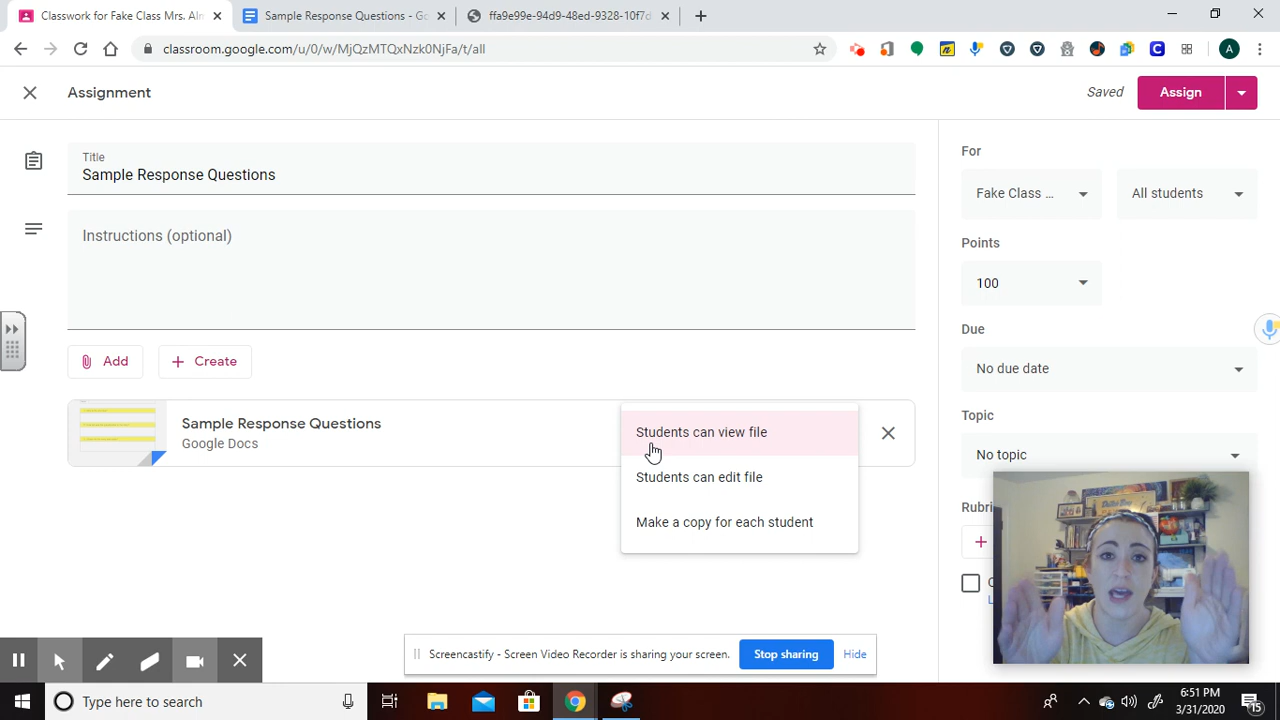 Classwork for Fake Class Mrs. Alm
Sample Response Questions - Go
ffa9e99e-94d9-48ed-9328-10f7d
classroom.google.com/u/0/w/MjQzMTQxNzk0NjFa/t/all
A
Assignment
Saved
Assign
Title
Sample Response Questions
Instructions (optional)
Add
Create
Sample Response Questions
Google Docs
Students can view file
Students can edit file
Make a copy for each student
For
Fake Class ...
All students
Points
100
Due
No due date
Topic
No topic
Rubri
Screencastify - Screen Video Recorder is sharing your screen.
Stop sharing
Hide
Type here to search
6:51 PM
3/31/2020
15